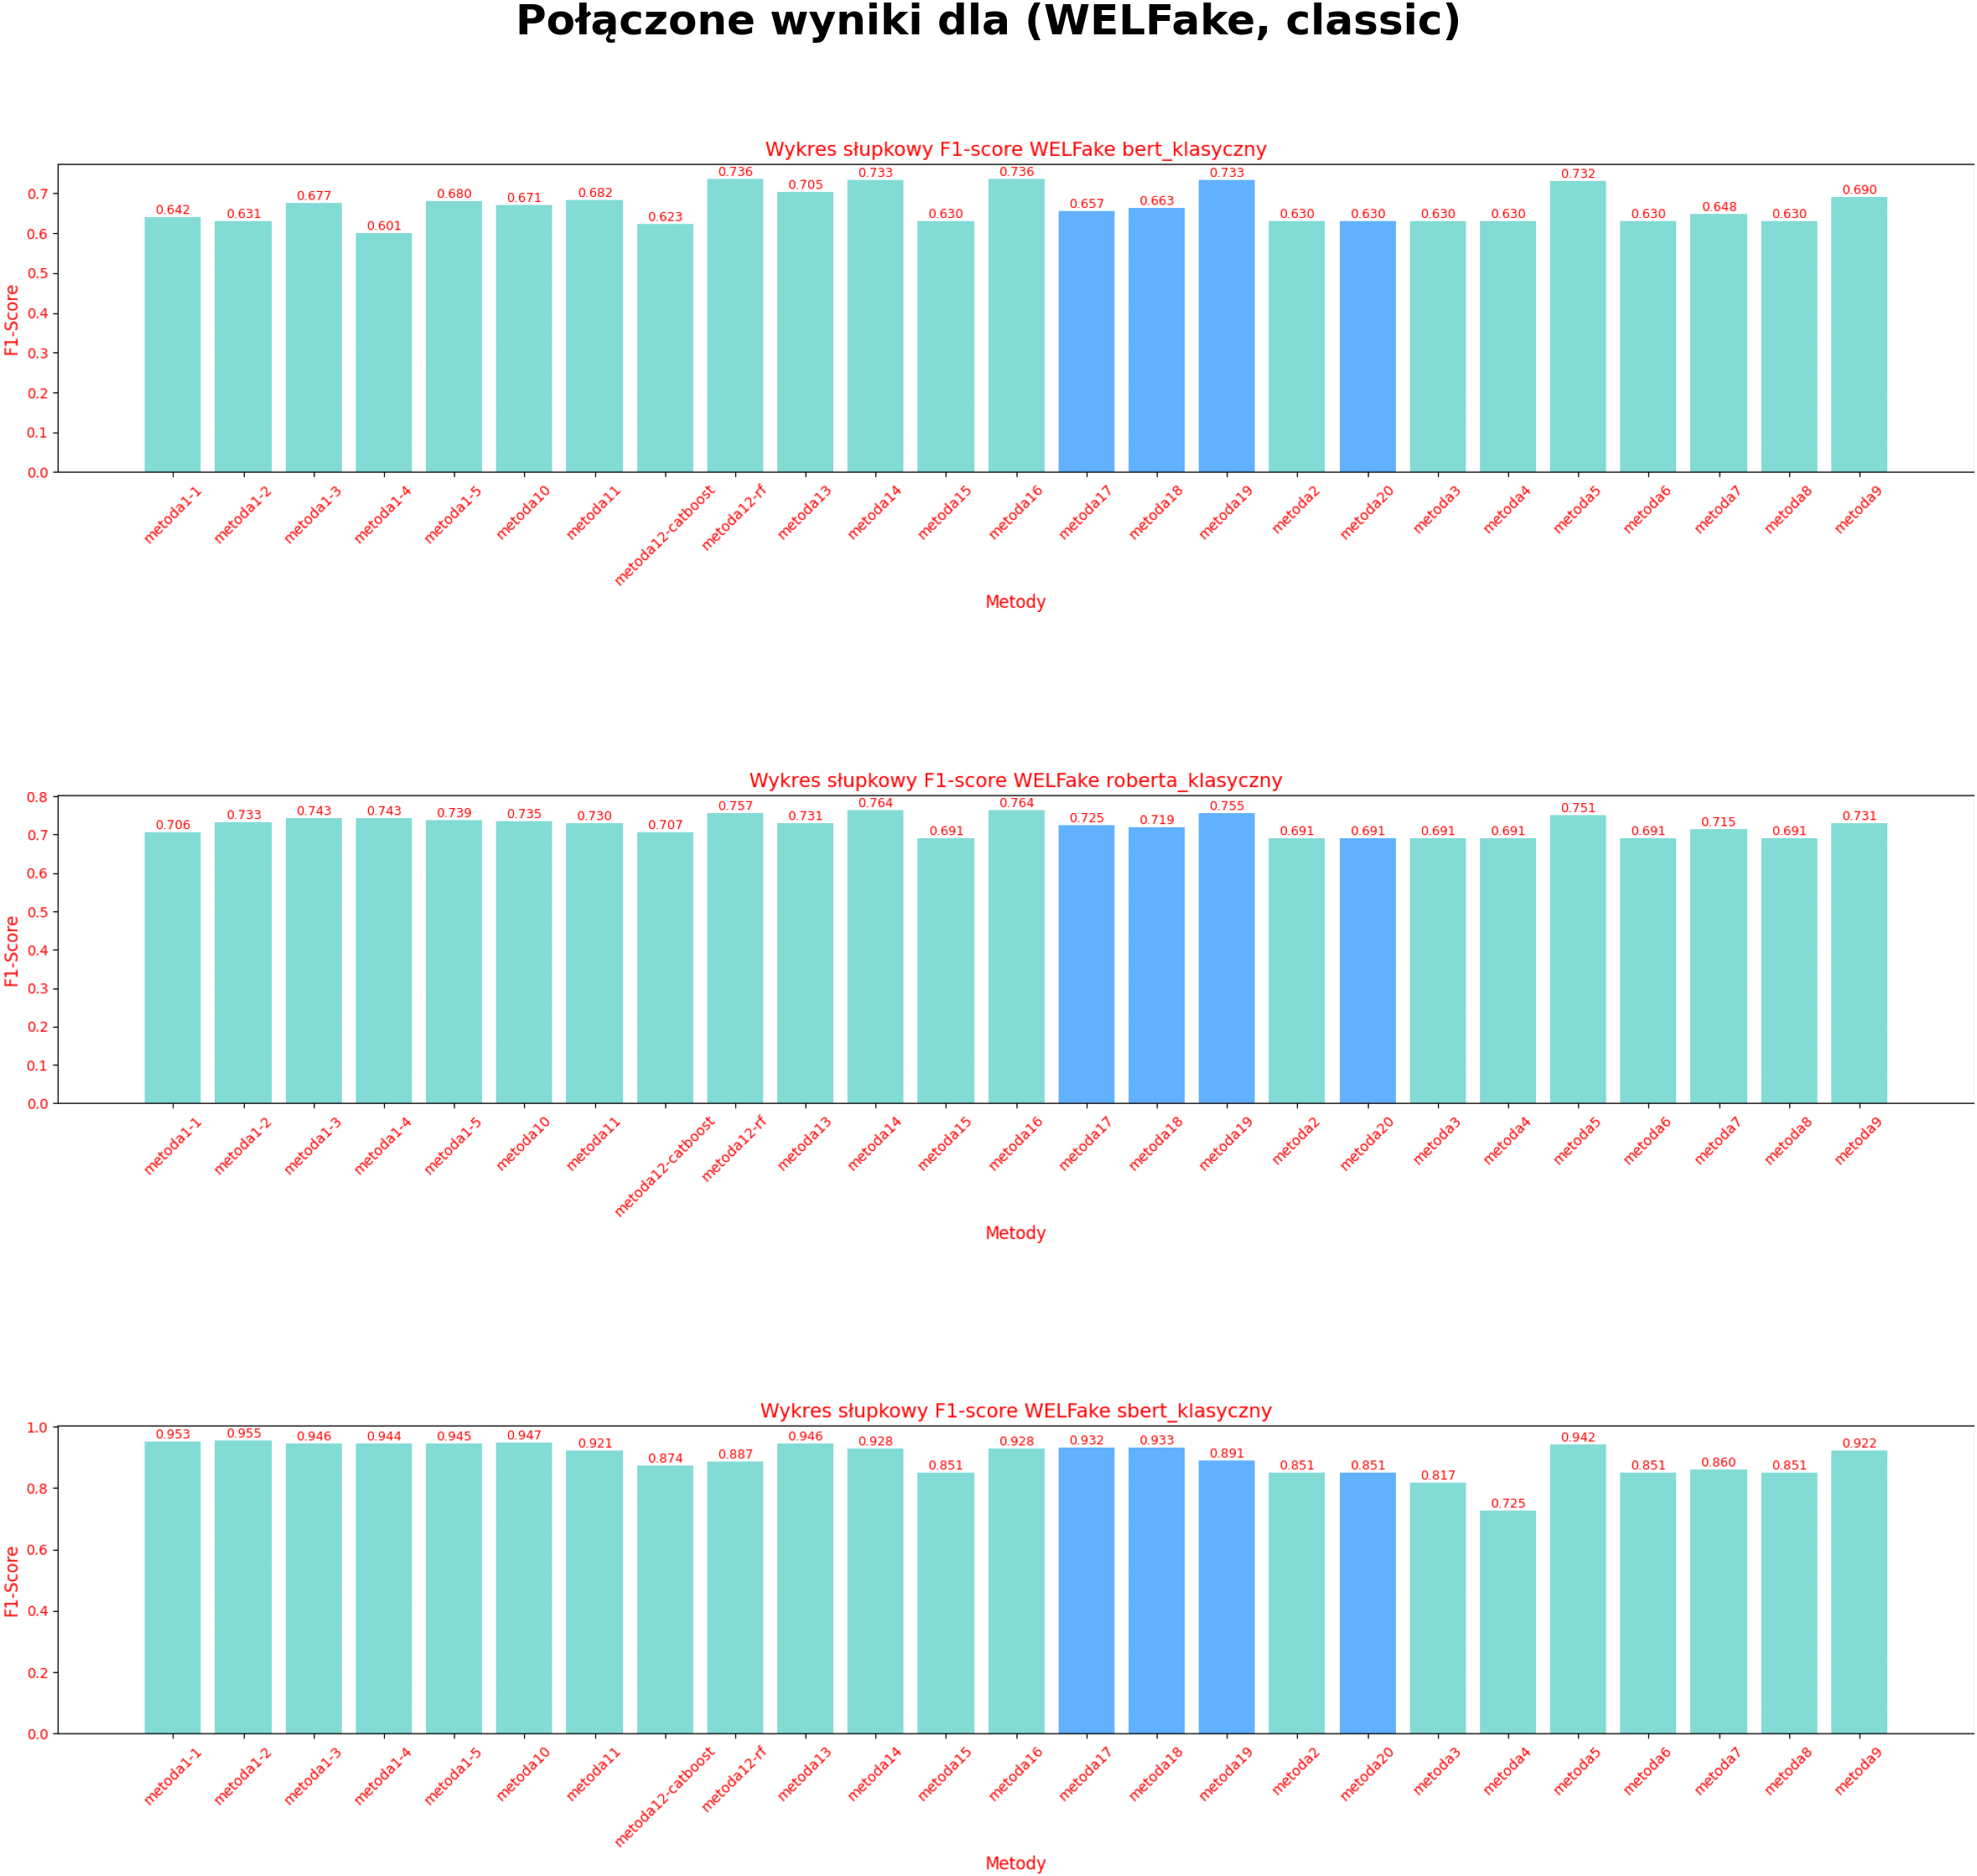 Połączone wyniki dla (WELFake, classic)
Wykres słupkowy F1-score WELFake bert_klasyczny
0.642 0.631 0.677 0.601 0.680 0.671 0.682 0.623 0.736 0.705 0.733 0.630 0.736 0.657 0.663 0.733 0.630 0.630 0.630 0.630 0.732 0.630 0.648 0.630 0.690
0.7
0.6
0.5
0.4
0.3
0.2
0.1
0.0
F1-Score
metoda1-1 metoda1-2 metoda1-3 metoda1-4 metoda1-5 metoda10 metoda11 metoda12-catboost metoda12-rf metoda13 metoda14 metoda15 metoda16 metoda17 metoda18 metoda19 metoda2 metoda20 metoda3 metoda4 metoda5 metoda6 metoda7 metoda8 metoda9
Metody
Wykres słupkowy F1-score WELFake roberta_klasyczny
0.706 0.733 0.743 0.743 0.739 0.735 0.730 0.707 0.757 0.731 0.764 0.691 0.764 0.725 0.719 0.755 0.691 0.691 0.691 0.691 0.751 0.691 0.715 0.691 0.731
0.8
0.7
0.6
0.5
0.4
0.3
0.2
0.1
0.0
F1-Score
metoda1-1 metoda1-2 metoda1-3 metoda1-4 metoda1-5 metoda10 metoda11 metoda12-catboost metoda12-rf metoda13 metoda14 metoda15 metoda16 metoda17 metoda18 metoda19 metoda2 metoda20 metoda3 metoda4 metoda5 metoda6 metoda7 metoda8 metoda9
Metody
Wykres słupkowy F1-score WELFake sbert_klasyczny
0.953 0.955 0.946 0.944 0.945 0.947 0.921 0.874 0.887 0.946 0.928 0.851 0.928 0.932 0.933 0.891 0.851 0.851 0.817 0.725 0.942 0.851 0.860 0.851 0.922
1.0
0.8
0.6
0.4
0.2
0.0
F1-Score
metoda1-1 metoda1-2 metoda1-3 metoda1-4 metoda1-5 metoda10 metoda11 metoda12-catboost metoda12-rf metoda13 metoda14 metoda15 metoda16 metoda17 metoda18 metoda19 metoda2 metoda20 metoda3 metoda4 metoda5 metoda6 metoda7 metoda8 metoda9
Metody